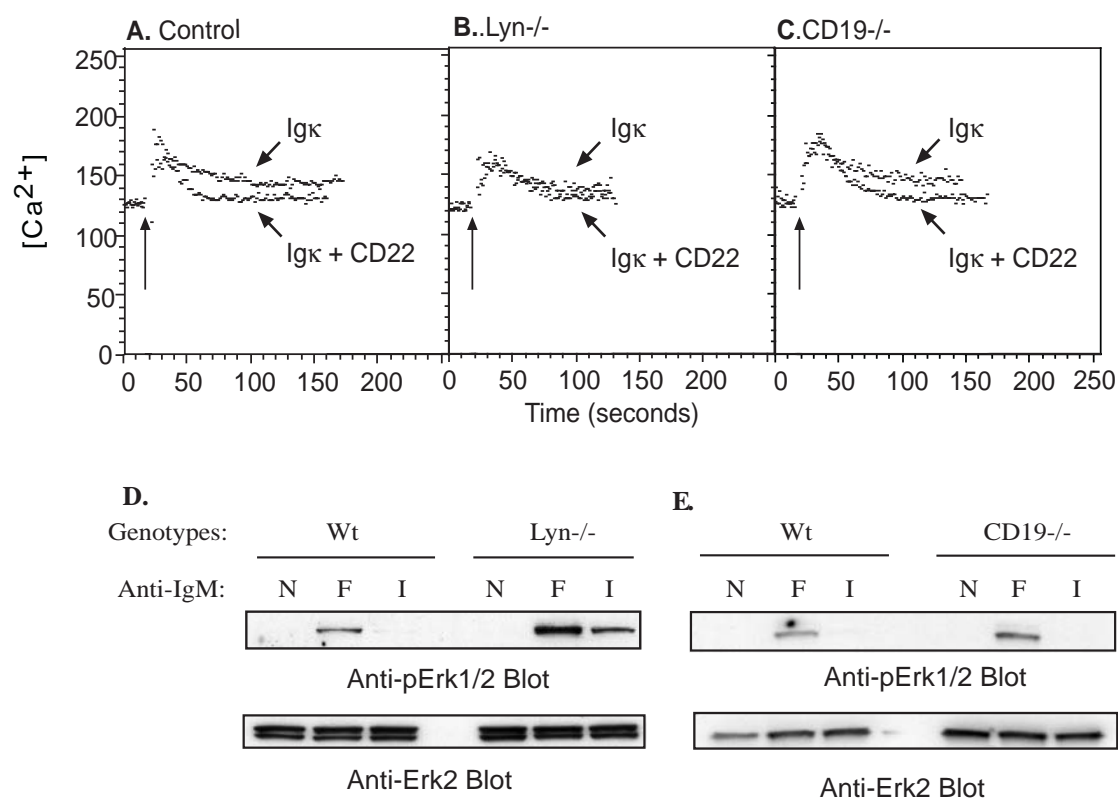 A. Control
B..Lyn-/-
C.CD19-/-
[Ca2+]
250
200
150
100
50
0
Igκ
Igκ + CD22
Igκ
Igκ + CD22
Igκ
Igκ + CD22
0 50 100 150 200
0 50 100 150 200
0 50 100 150 200 250
Time (seconds)
D.
Genotypes: Wt Lyn-/-
Anti-IgM: N F I N F I
Anti-pErk1/2 Blot
Anti-Erk2 Blot
E.
Wt CD19-/-
N F I N F I
Anti-pErk1/2 Blot
Anti-Erk2 Blot